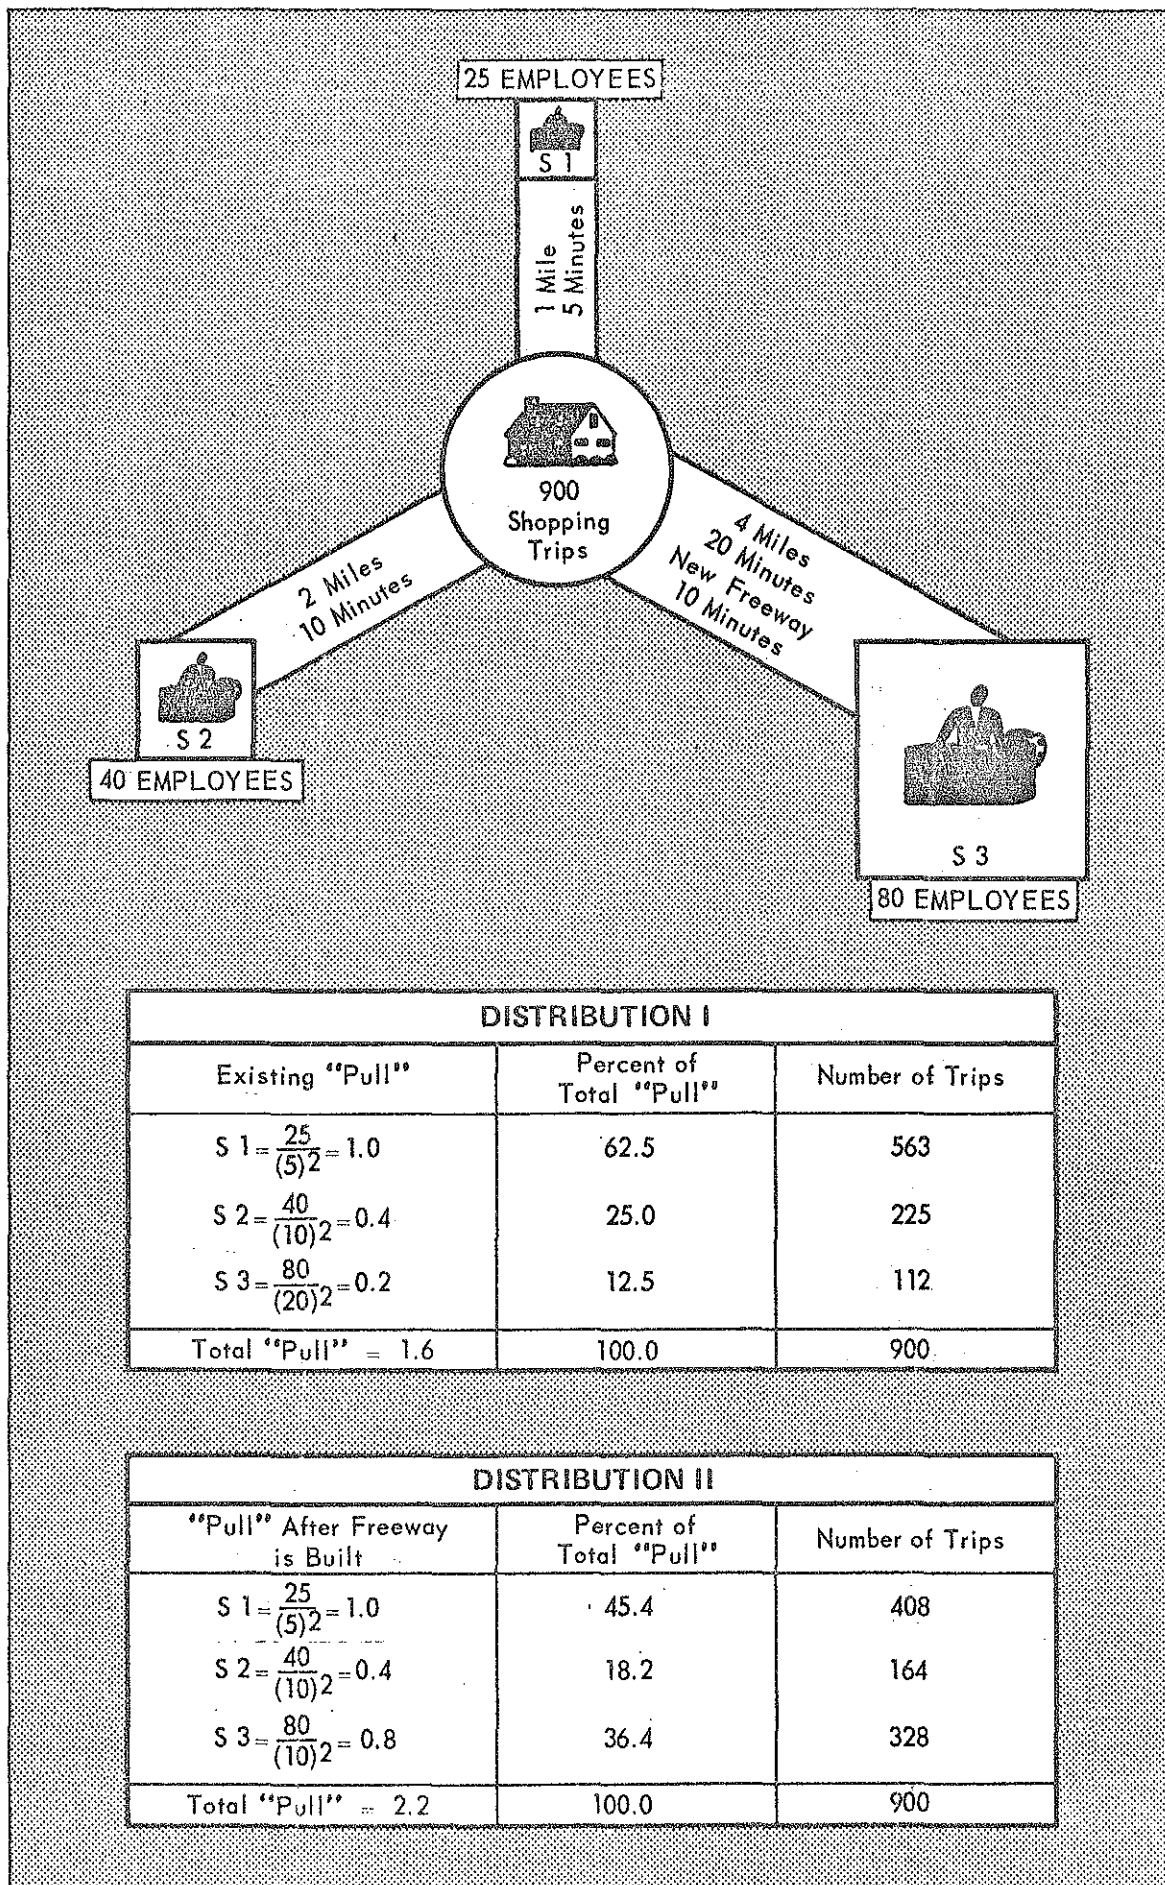 25 EMPLOYEES
S 1
1 Mile
5 Minutes
900
Shopping
Trips
2 Miles
10 Minutes
4 Miles
20 Minutes
New Freeway
10 Minutes
S 2
40 EMPLOYEES
S 3
80 EMPLOYEES
DISTRIBUTION I
Existing "Pull"
Percent of
Total "Pull"
Number of Trips
S 1 = 25/(5)2 = 1.0 62.5 563
S 2 = 40/(10)2 = 0.4 25.0 225
S 3 = 80/(20)2 = 0.2 12.5 112
Total "Pull" = 1.6 100.0 900
DISTRIBUTION II
"Pull" After Freeway
is Built
Percent of
Total "Pull"
Number of Trips
S 1 = 25/(5)2 = 1.0 45.4 408
S 2 = 40/(10)2 = 0.4 18.2 164
S 3 = 80/(10)2 = 0.8 36.4 328
Total "Pull" = 2.2 100.0 900